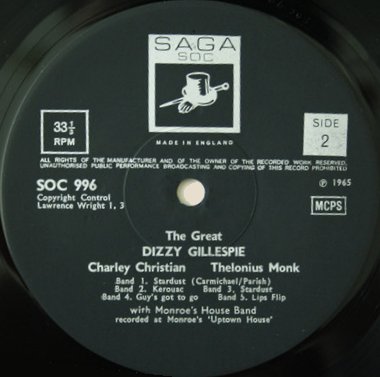 SAGA
SOC
33 1/3
RPM
SIDE
2
MADE IN ENGLAND
ALL RIGHTS OF THE MANUFACTURER AND OF THE OWNER OF THE RECORDED WORK RESERVED.
UNAUTHORISED PUBLIC PERFORMANCE BROADCASTING AND COPYING OF THIS RECORD PROHIBITED
SOC 996
Copyright Control
Lawrence Wright 1, 3
℗ 1965
MCPS
The Great
DIZZY GILLESPIE
Charley Christian Thelonius Monk
Band 1. Stardust (Carmichael/Parish)
Band 2. Kerouac Band 3. Stardust
Band 4. Guy's got to go Band 5. Lips Flip
with Monroe's House Band
recorded at Monroe's 'Uptown House'